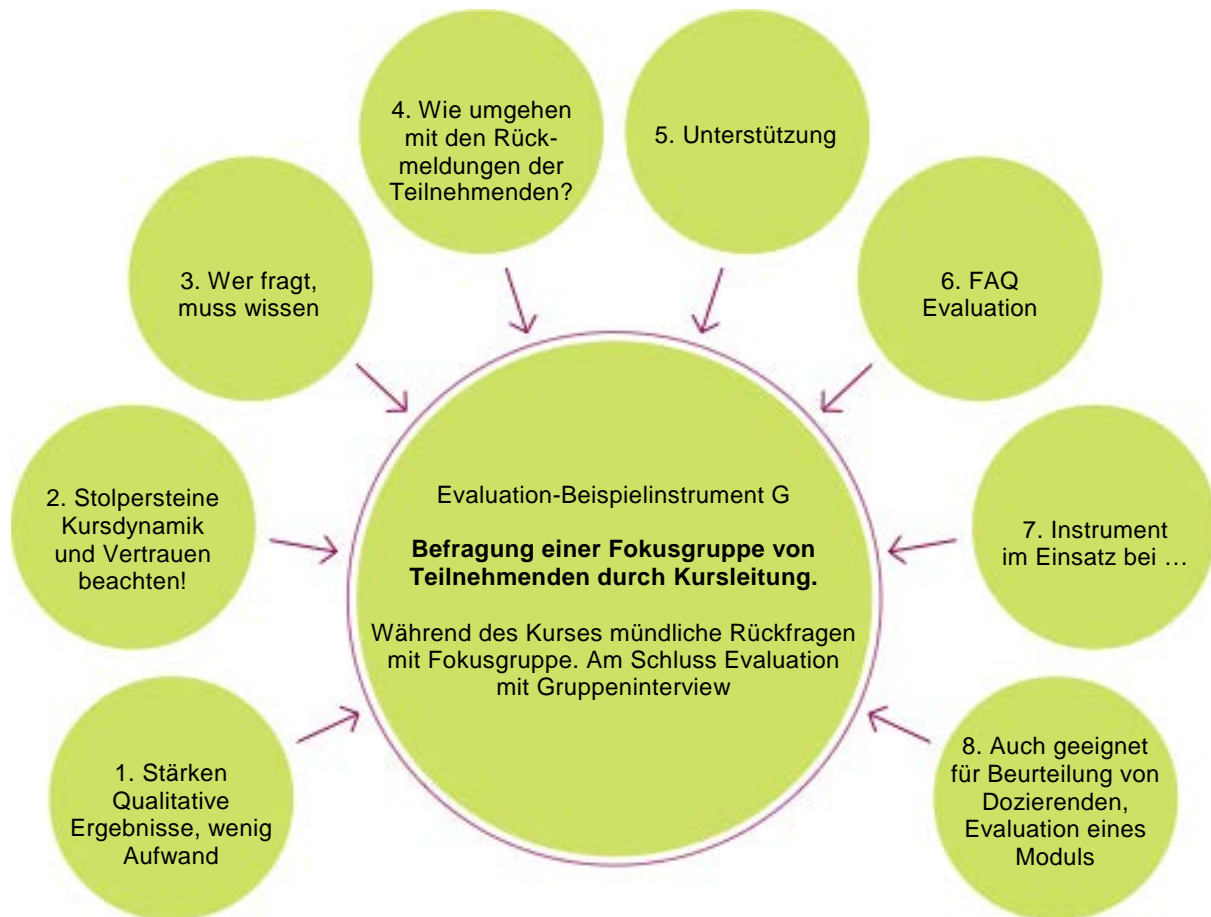 4. Wie umgehen
mit den Rück-
meldungen der
Teilnehmenden?
5. Unterstützung
3. Wer fragt,
muss wissen
6. FAQ
Evaluation
2. Stolpersteine
Kursdynamik
und Vertrauen
beachten!
Evaluation-Beispielinstrument G
Befragung einer Fokusgruppe von
Teilnehmenden durch Kursleitung.
Während des Kurses mündliche Rückfragen
mit Fokusgruppe. Am Schluss Evaluation
mit Gruppeninterview
7. Instrument
im Einsatz bei …
1. Stärken
Qualitative
Ergebnisse, wenig
Aufwand
8. Auch geeignet
für Beurteilung von
Dozierenden,
Evaluation eines
Moduls